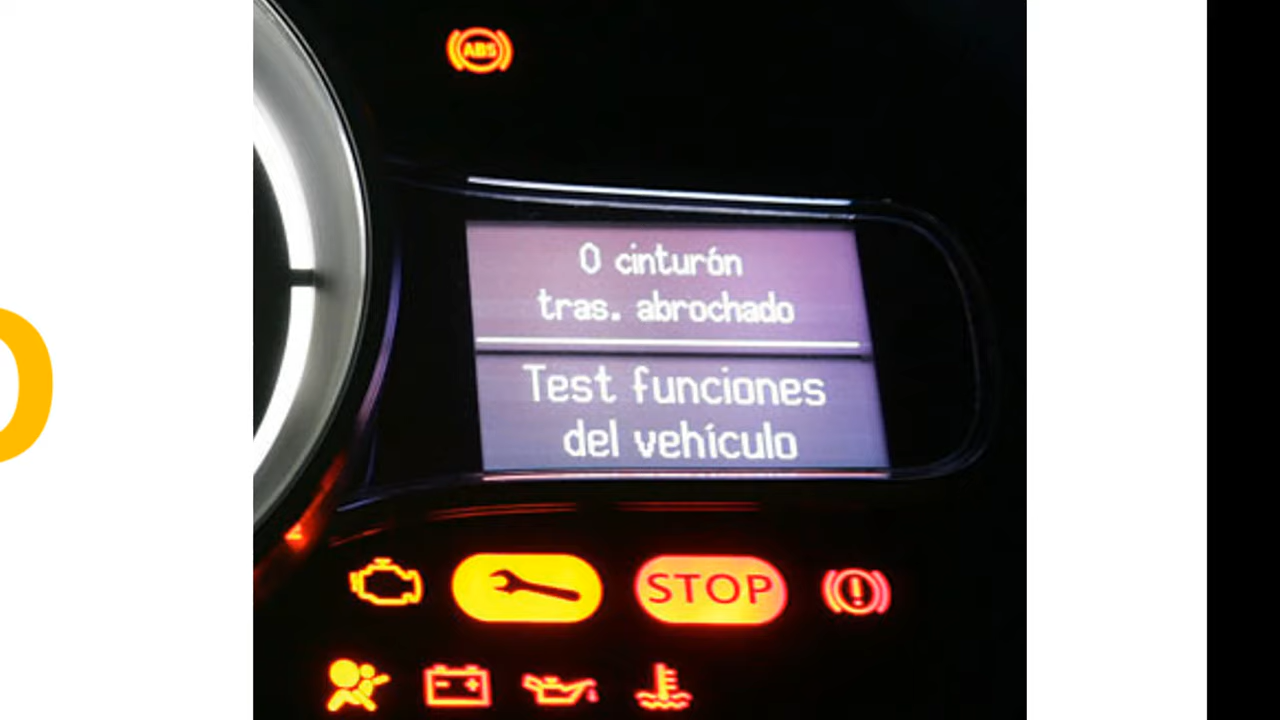 ABS
0 cinturón
tras. abrochado
Test funciones
del vehículo
STOP